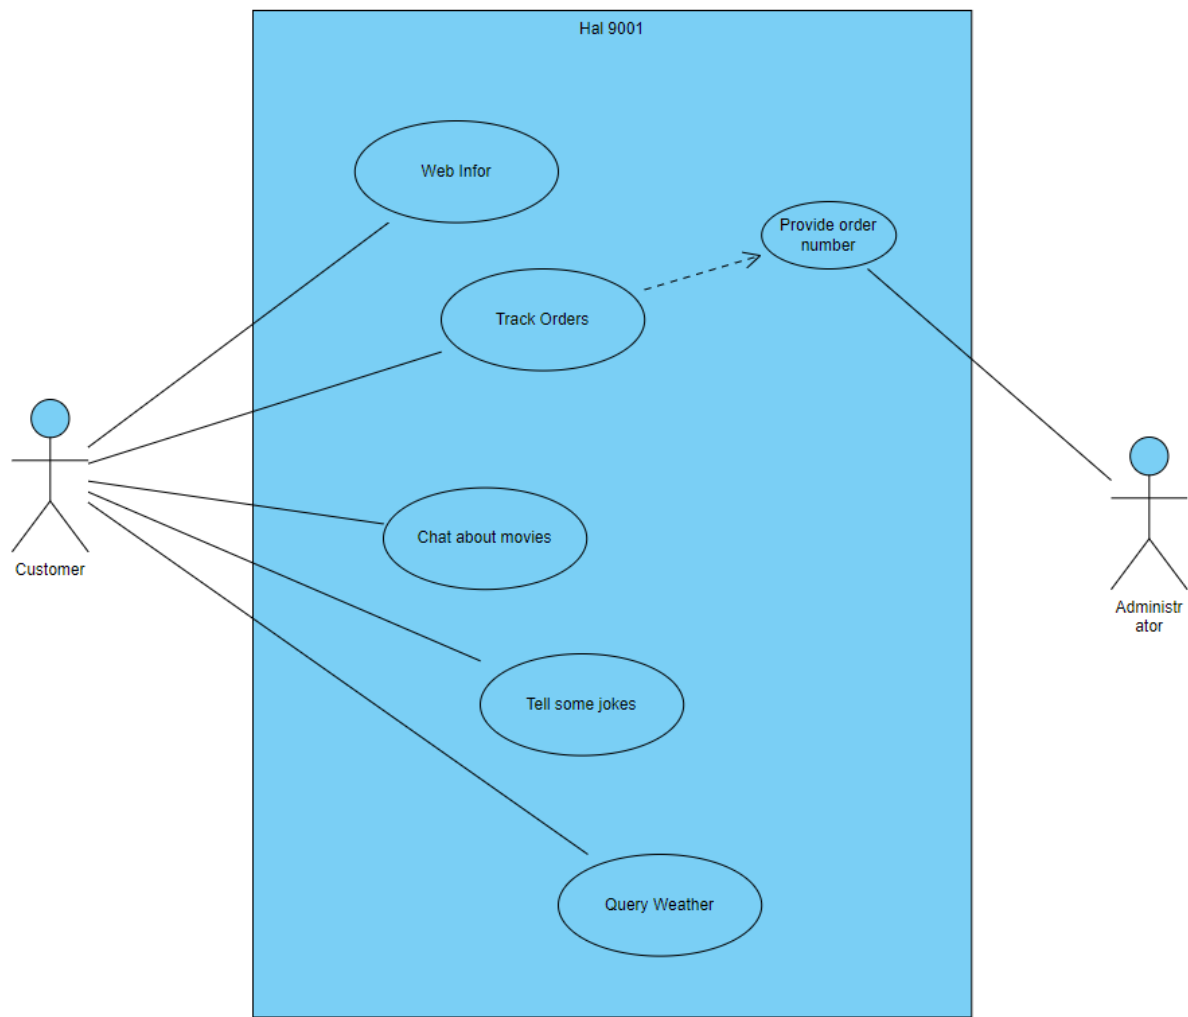 Hal 9001
Web Infor
Provide order
number
Track Orders
Chat about movies
Customer
Administr
ator
Tell some jokes
Query Weather